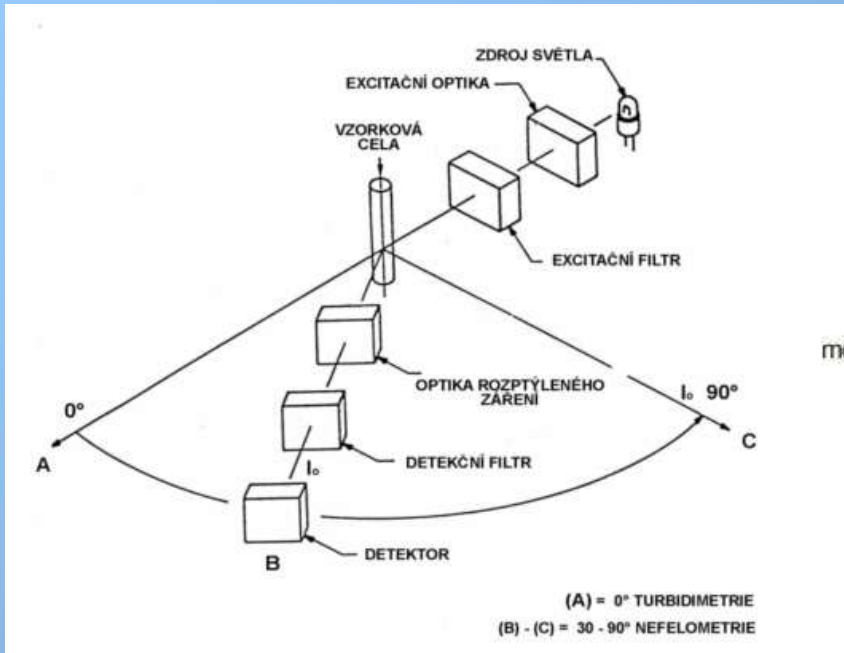 ZDROJ SVĚTLA
EXCITAČNÍ OPTIKA
VZORKOVÁ
CELA
EXCITAČNÍ FILTR
OPTIKA ROZPTÝLENÉHO
ZÁŘENÍ
I₀ 90°
0°
C
A
DETEKČNÍ FILTR
I₀
DETEKTOR
B
(A) = 0° TURBIDIMETRIE
(B) - (C) = 30 - 90° NEFELOMETRIE